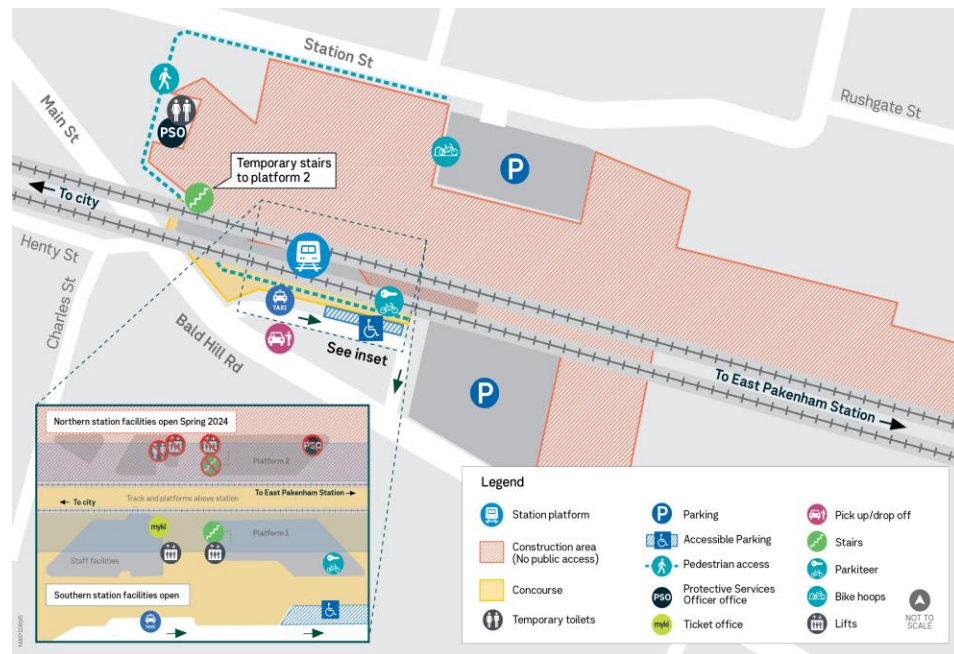 Station St
Rushgate St
Main St
PSO
Temporary stairs
to platform 2
P
To city
Henty St
Charles St
TAXI
Bald Hill Rd
See inset
P
To East Pakenham Station
Northern station facilities open Spring 2024
PSO
Platform 2
To city
Track and platforms above station
To East Pakenham Station
myki
Platform 1
Staff facilities
Southern station facilities open
TAXI
Legend
Station platform
Construction area
(No public access)
Concourse
Temporary toilets
P
Parking
Accessible Parking
Pedestrian access
PSO
Protective Services
Officer office
myki
Ticket office
Pick up/drop off
Stairs
Parkiteer
Bike hoops
Lifts
NOT TO
SCALE